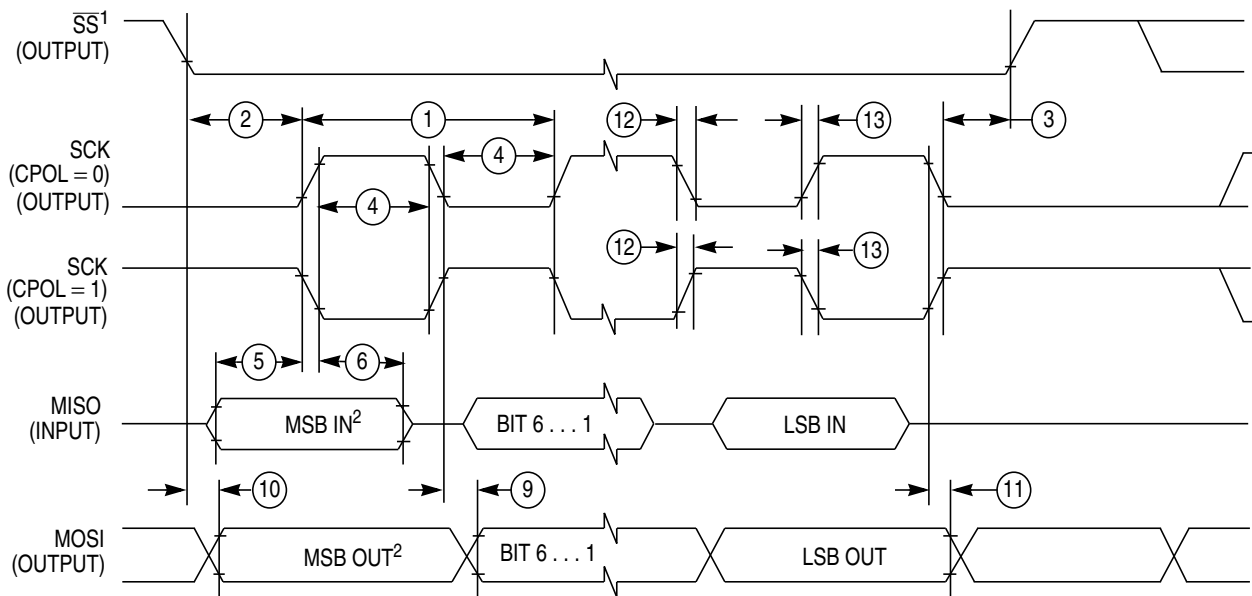 SS¹
(OUTPUT)
2
1
12
13
3
SCK
(CPOL = 0)
(OUTPUT)
4
4
12
13
SCK
(CPOL = 1)
(OUTPUT)
5
6
MISO
(INPUT)
MSB IN²
BIT 6 . . . 1
LSB IN
10
9
11
MOSI
(OUTPUT)
MSB OUT²
BIT 6 . . . 1
LSB OUT